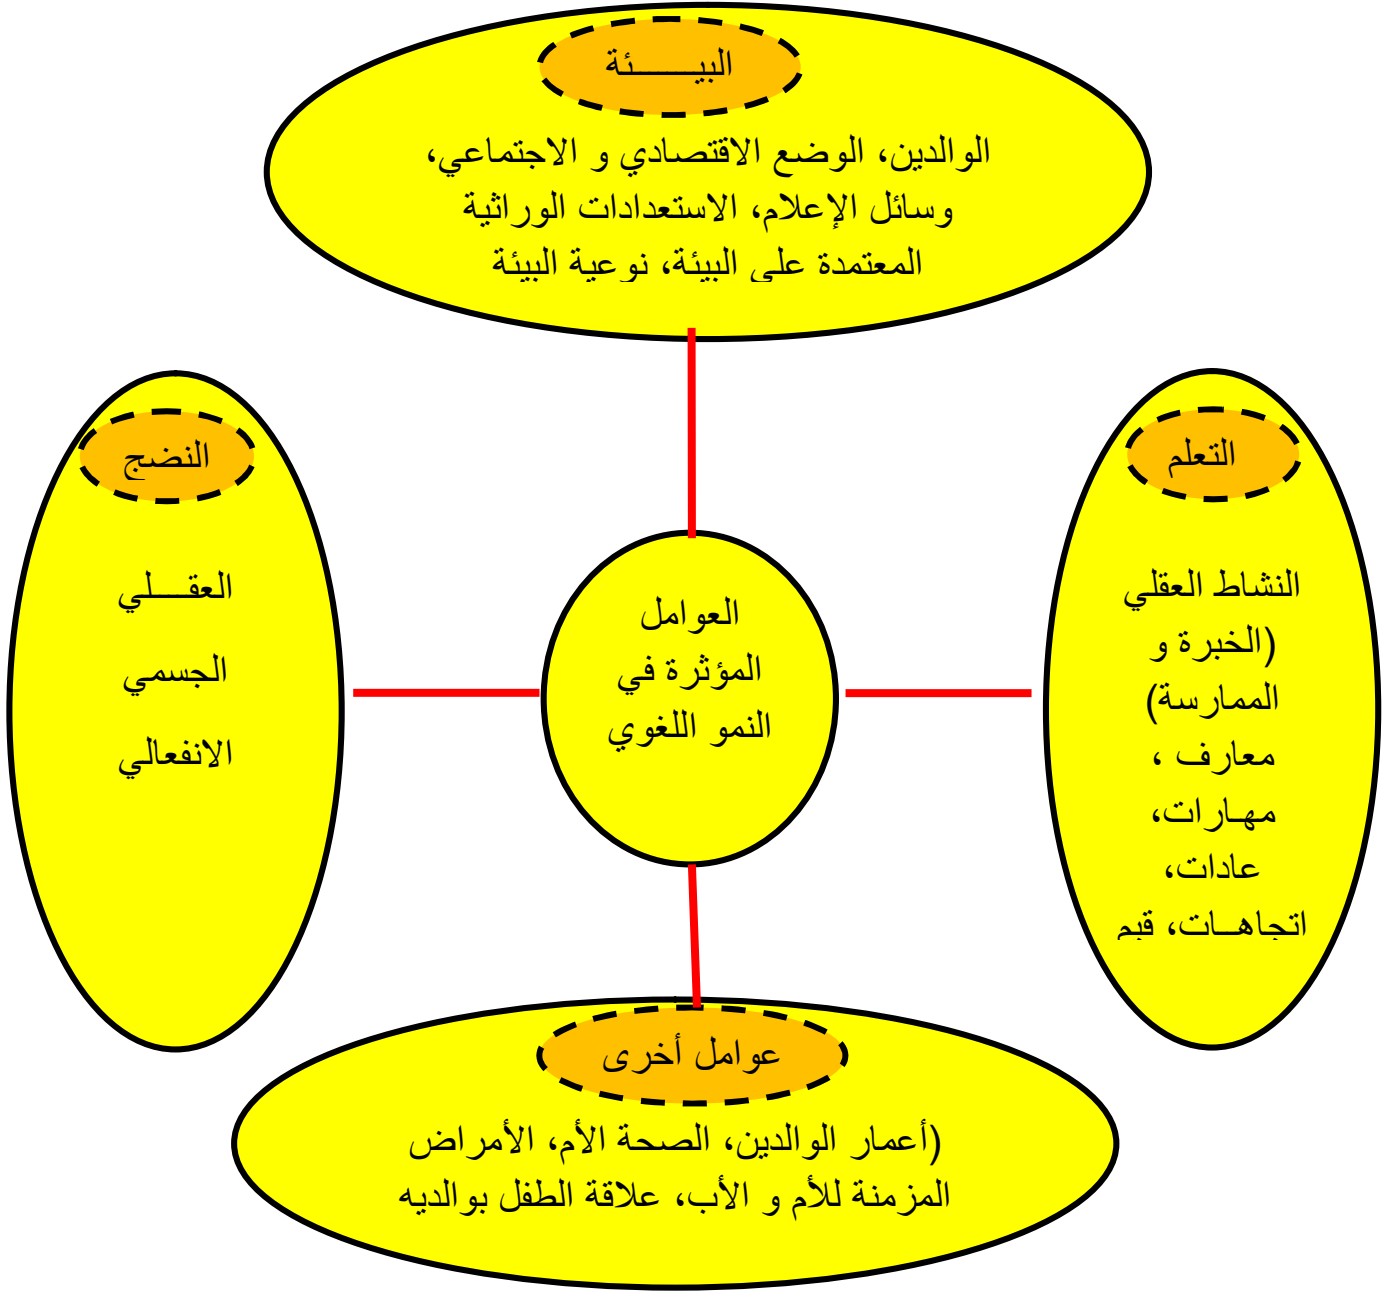 البيـــــــئة
الوالدين، الوضع الاقتصادي و الاجتماعي،
وسائل الإعلام، الاستعدادات الوراثية
المعتمدة على البيئة، نوعية البيئة
التعلم
النشاط العقلي
(الخبرة و
الممارسة)
معارف ،
مهـارات،
عادات،
اتجاهــات، قيم
العوامل
المؤثرة في
النمو اللغوي
النضج
العقـــلي
الجسمي
الانفعالي
عوامل أخرى
(أعمار الوالدين، الصحة الأم، الأمراض
المزمنة للأم و الأب، علاقة الطفل بوالديه